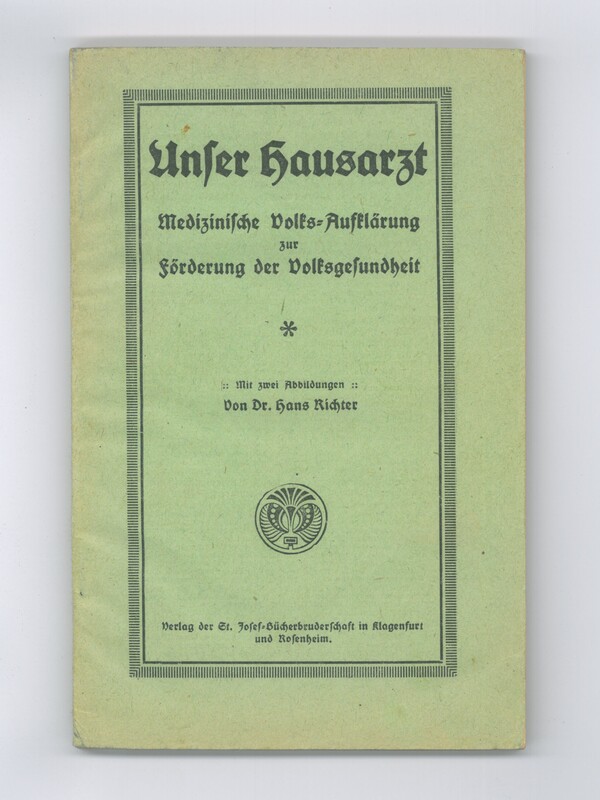 Unser Hausarzt
Medizinische Volks-Aufklärung
zur
Förderung der Volksgesundheit
*
:: Mit zwei Abbildungen ::
Von Dr. Hans Richter
Verlag der St. Josef-Bücherbruderschaft in Klagenfurt
und Rosenheim.